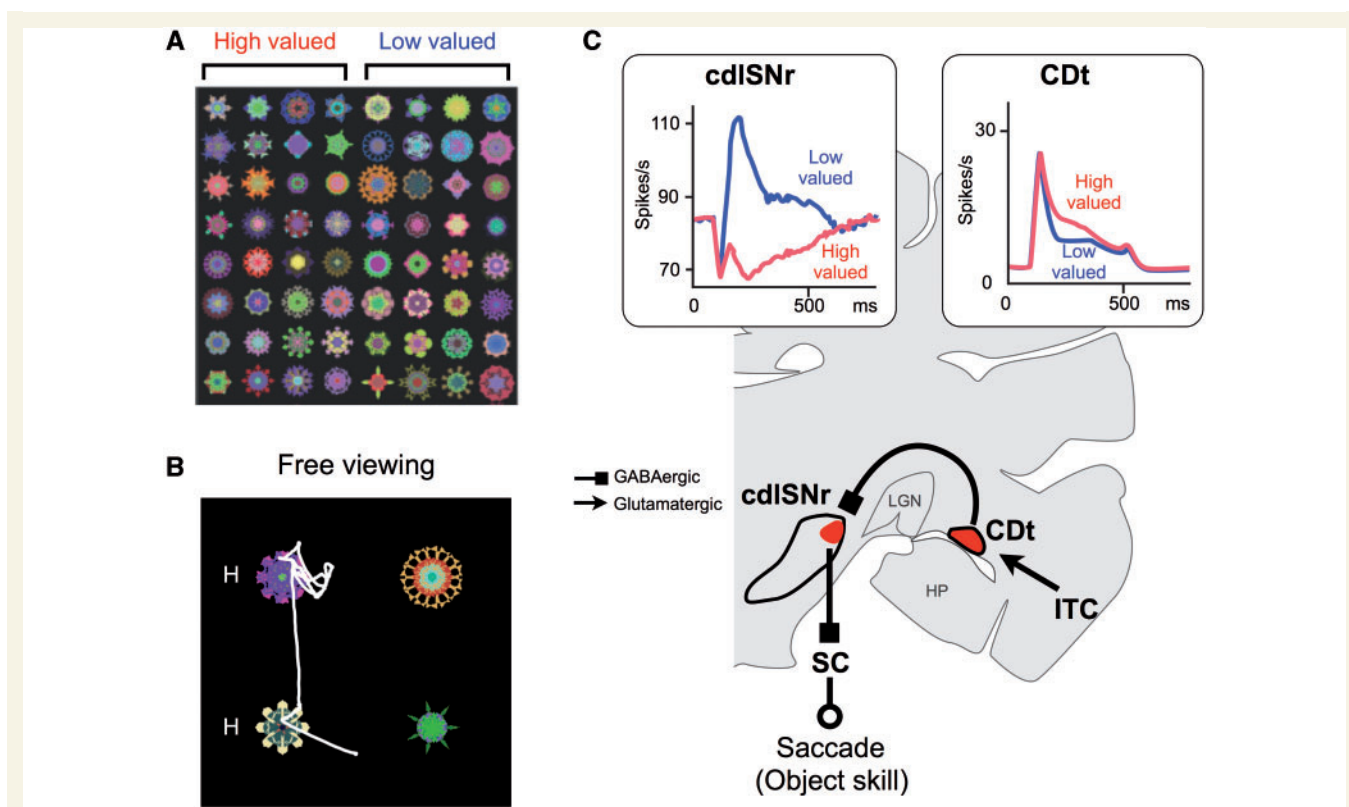 A
High valued
Low valued
B
Free viewing
H
H
C
cdlSNr
Spikes/s
110
90
70
Low
valued
High
valued
0
500
ms
CDt
Spikes/s
30
0
High
valued
Low
valued
0
500
ms
GABAergic
Glutamatergic
cdlSNr
LGN
CDt
HP
ITC
SC
Saccade
(Object skill)